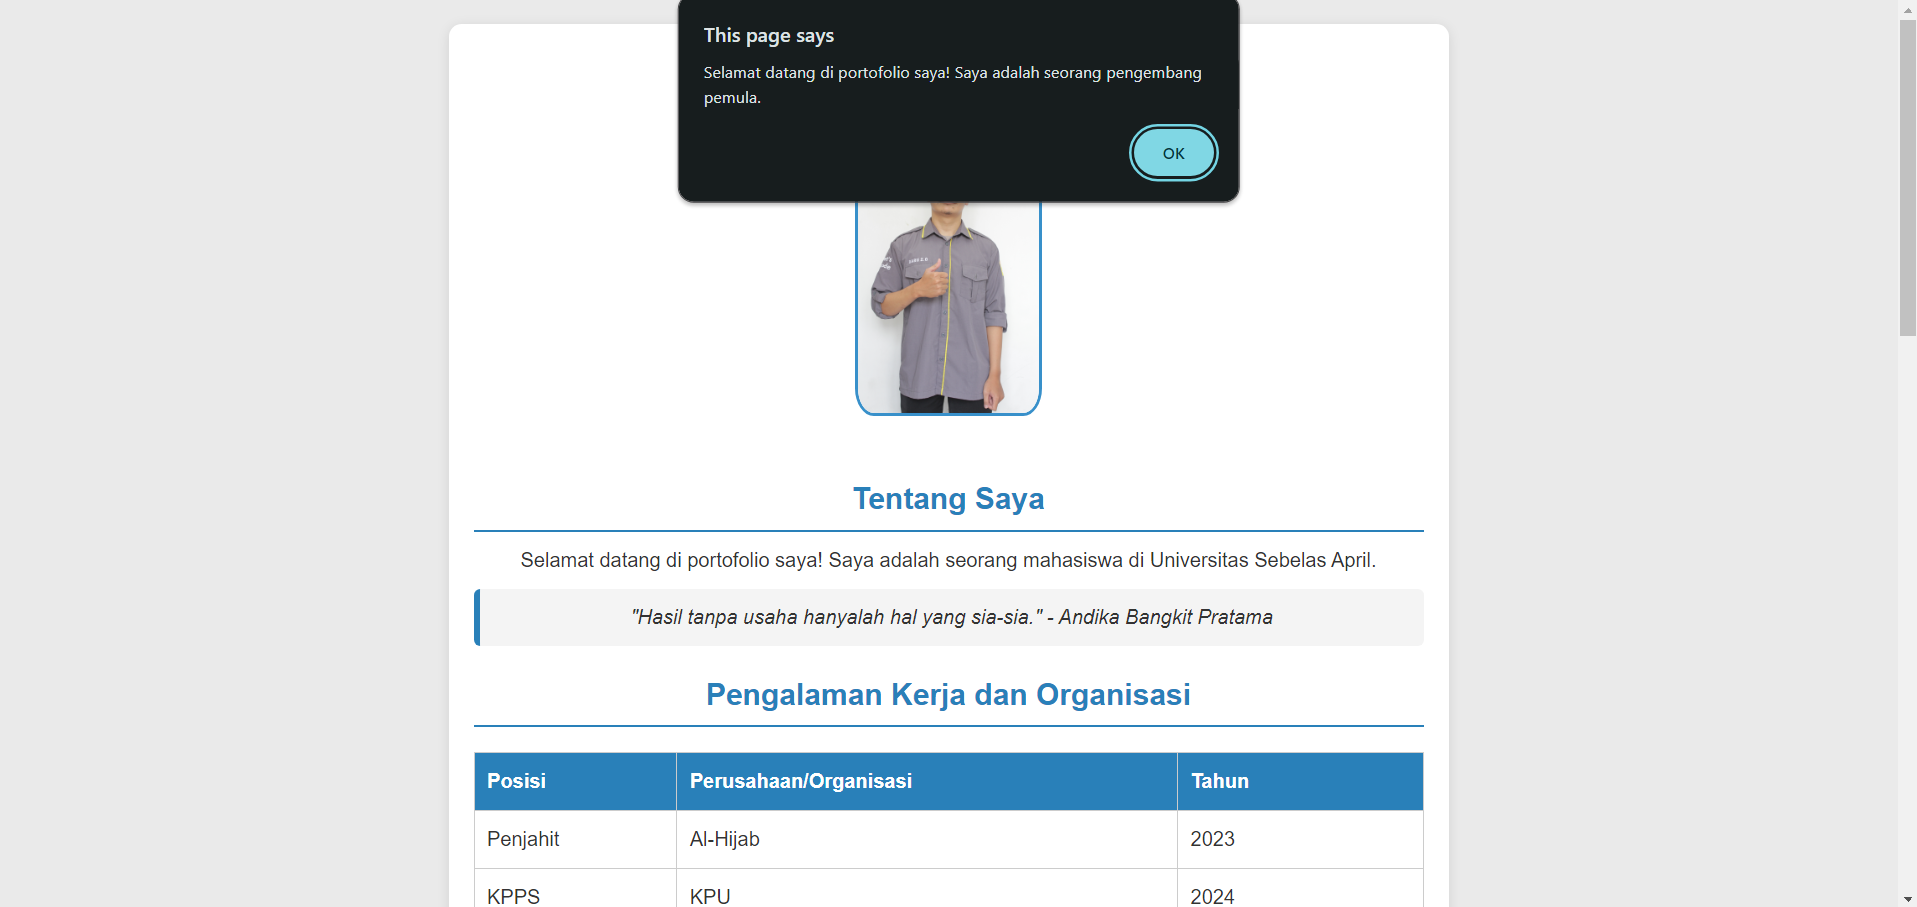 This page says
Selamat datang di portofolio saya! Saya adalah seorang pengembang
pemula.
OK
Tentang Saya
Selamat datang di portofolio saya! Saya adalah seorang mahasiswa di Universitas Sebelas April.
"Hasil tanpa usaha hanyalah hal yang sia-sia." - Andika Bangkit Pratama
Pengalaman Kerja dan Organisasi
Posisi Perusahaan/Organisasi Tahun
Penjahit Al-Hijab 2023
KPPS KPU 2024